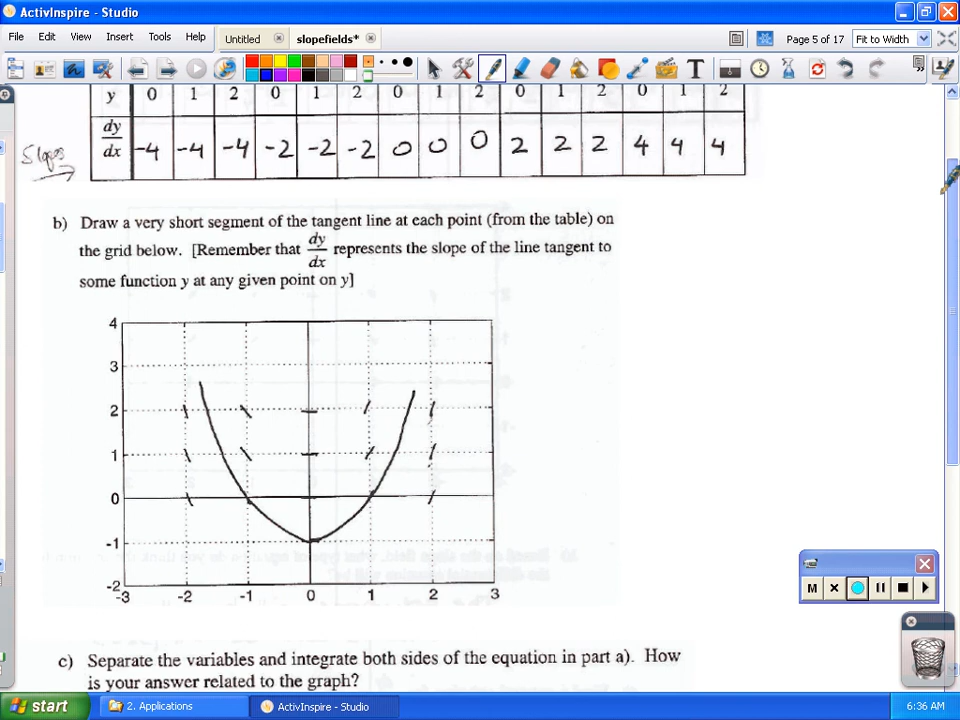 ActivInspire - Studio
File Edit View Insert Tools Help
Untitled
slopefields*
Page 5 of 17
Fit to Width
y 0 1 2 0 1 2 0 1 2 0 1 2 0 1 2
Slopes
dy
dx
-4 -4 -4 -2 -2 -2 0 0 0 2 2 2 4 4 4
b) Draw a very short segment of the tangent line at each point (from the table) on
the grid below. [Remember that dy/dx represents the slope of the line tangent to
some function y at any given point on y]
4
3
2
1
0
-1
-2
-3 -2 -1 0 1 2 3
c) Separate the variables and integrate both sides of the equation in part a). How
is your answer related to the graph?
M
start
2. Applications
ActivInspire - Studio
6:36 AM